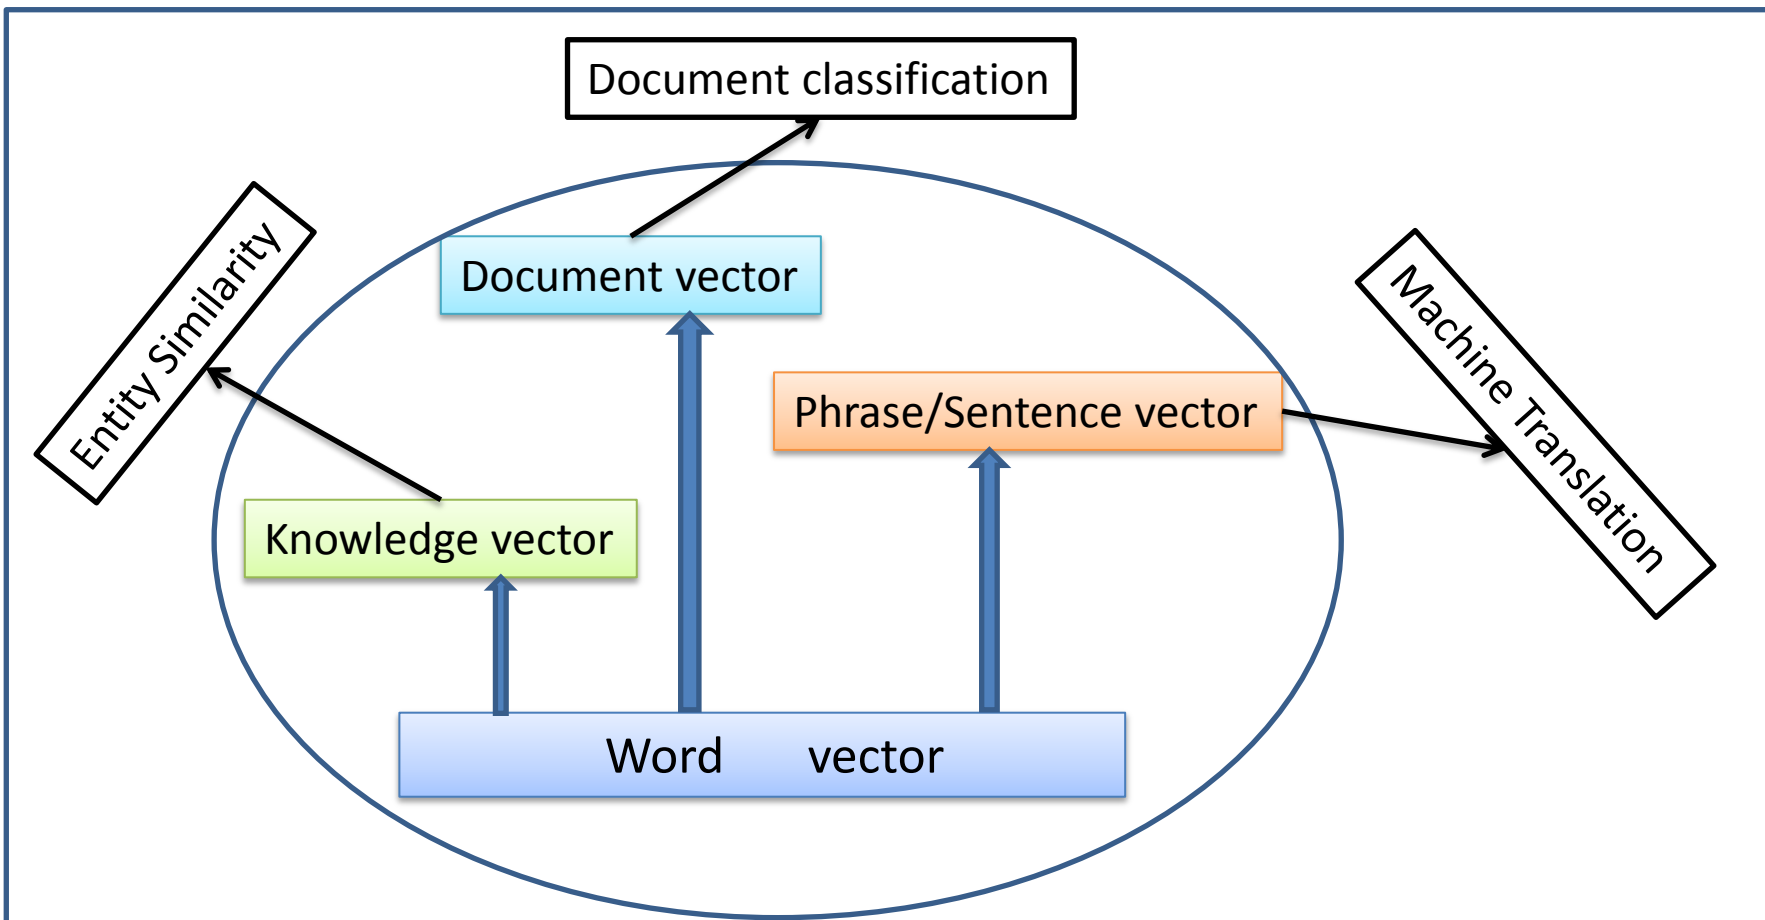 Document classification
Entity Similarity
Document vector
Machine Translation
Phrase/Sentence vector
Knowledge vector
Word vector